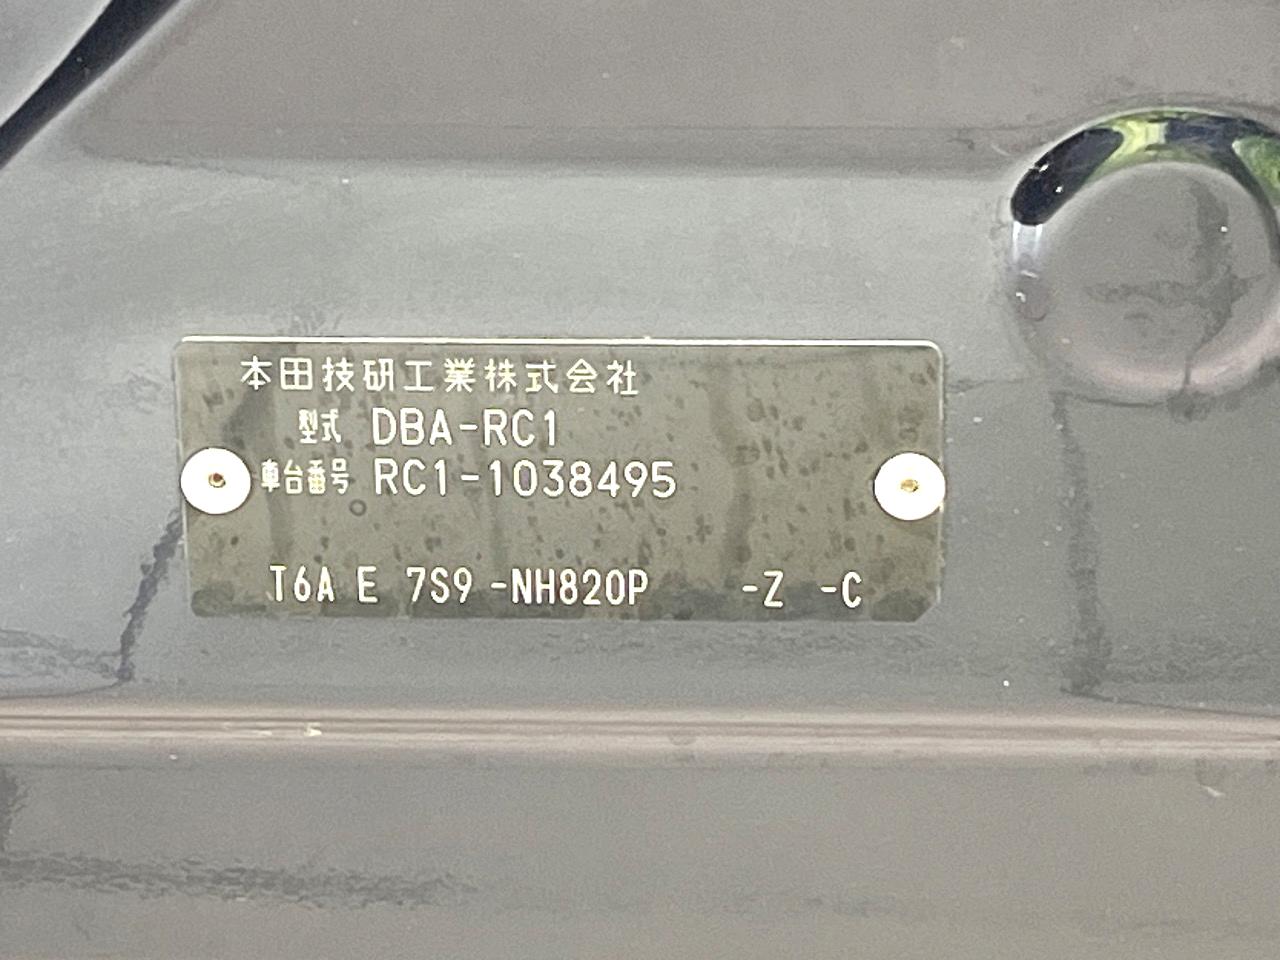 本田技研工業株式会社
型式 DBA-RC1
車台番号 RC1-1038495
T6A E 7S9 -NH820P -Z -C